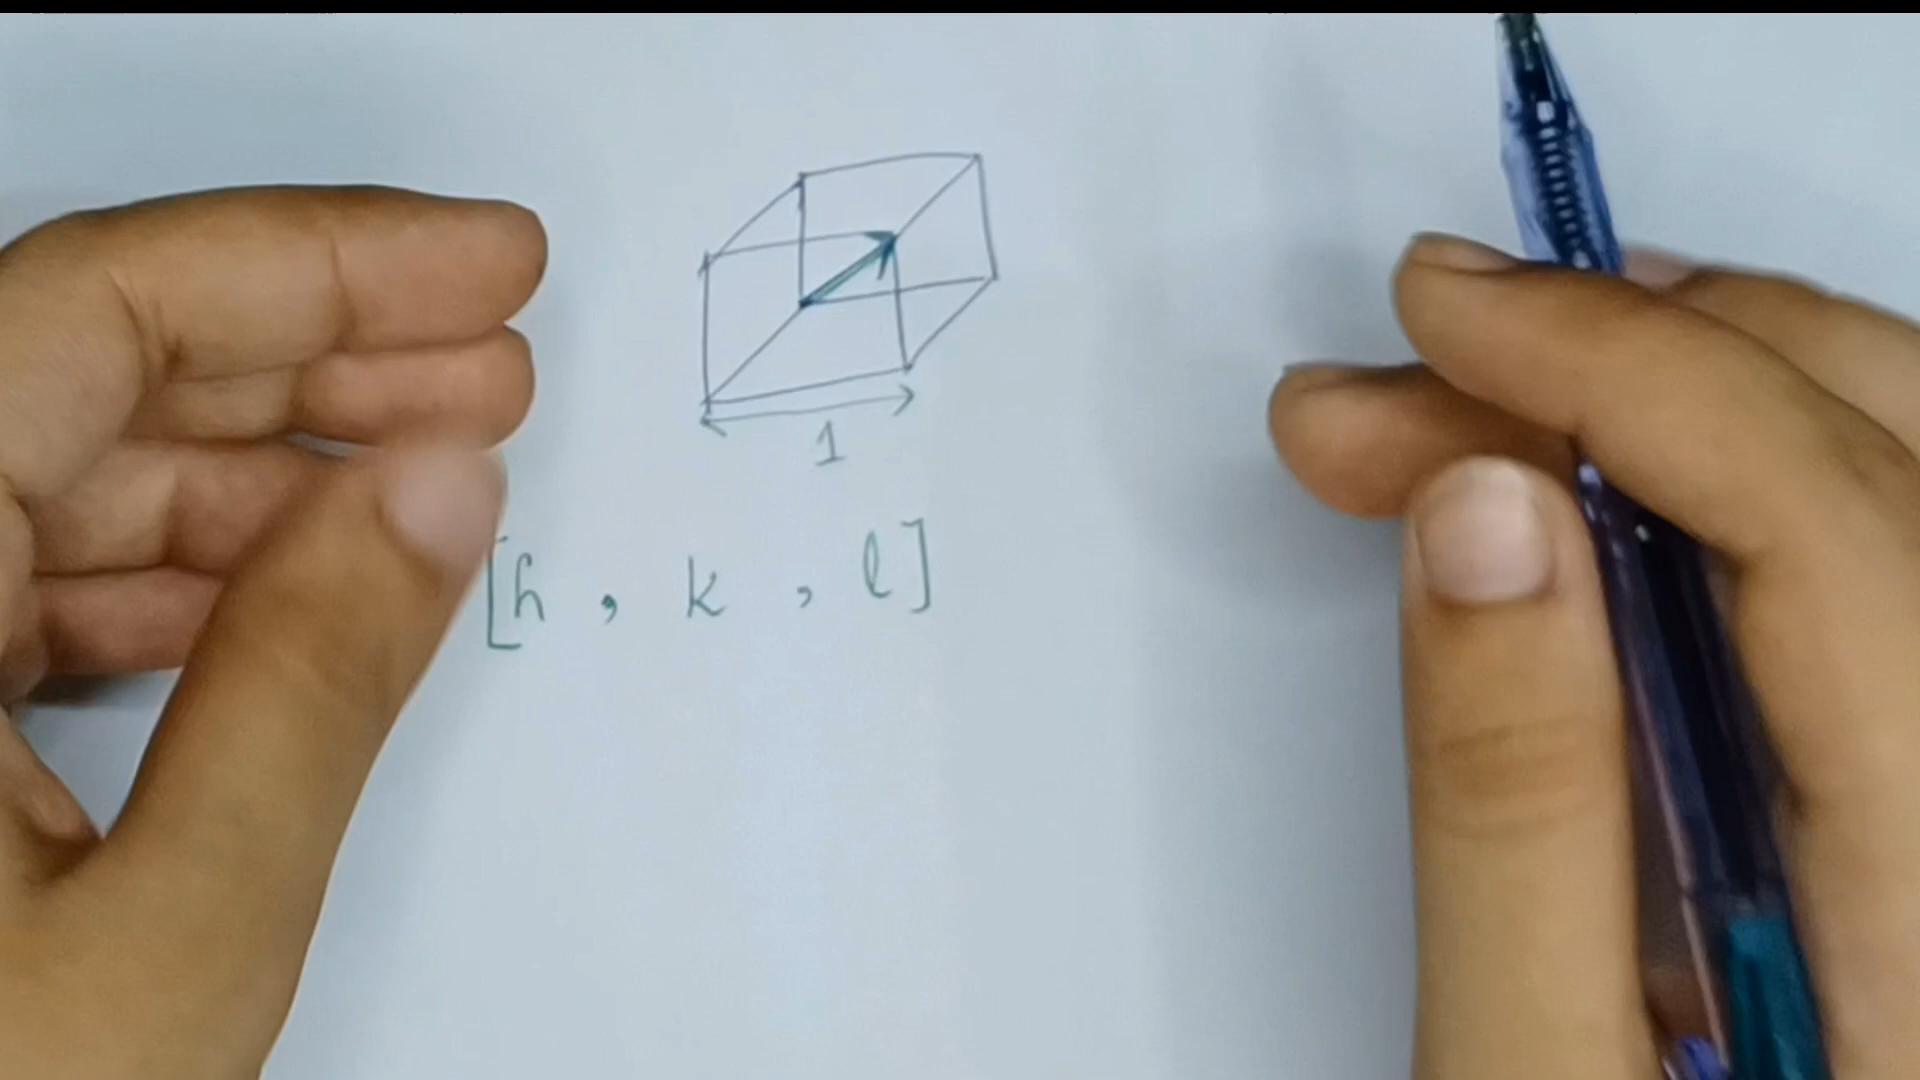 1
[h , k , l]